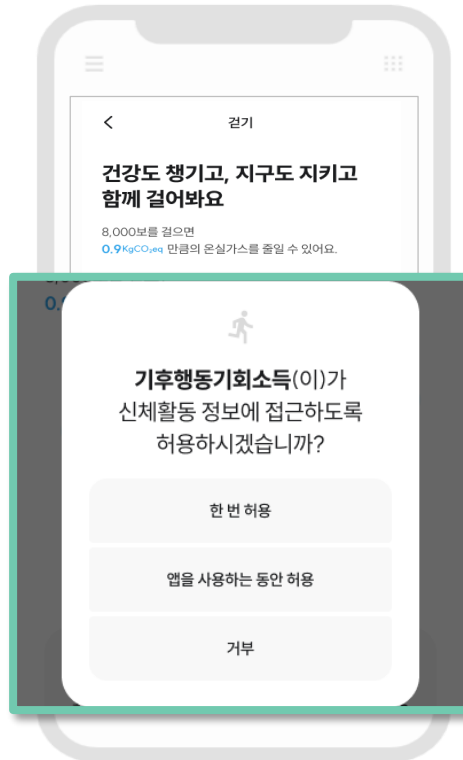 걷기
건강도 챙기고, 지구도 지키고
함께 걸어봐요
8,000보를 걸으면
0.9KgCO₂eq 만큼의 온실가스를 줄일 수 있어요.
기후행동기회소득(이)가
신체활동 정보에 접근하도록
허용하시겠습니까?
한 번 허용
앱을 사용하는 동안 허용
거부